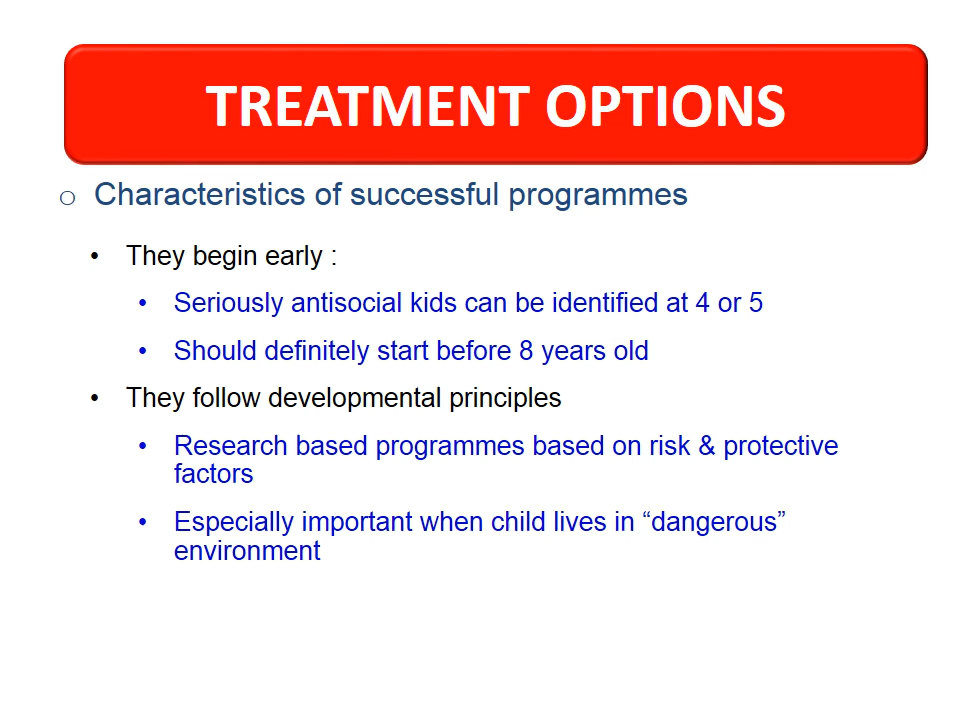 TREATMENT OPTIONS
o Characteristics of successful programmes
• They begin early :
• Seriously antisocial kids can be identified at 4 or 5
• Should definitely start before 8 years old
• They follow developmental principles
• Research based programmes based on risk & protective
factors
• Especially important when child lives in “dangerous”
environment